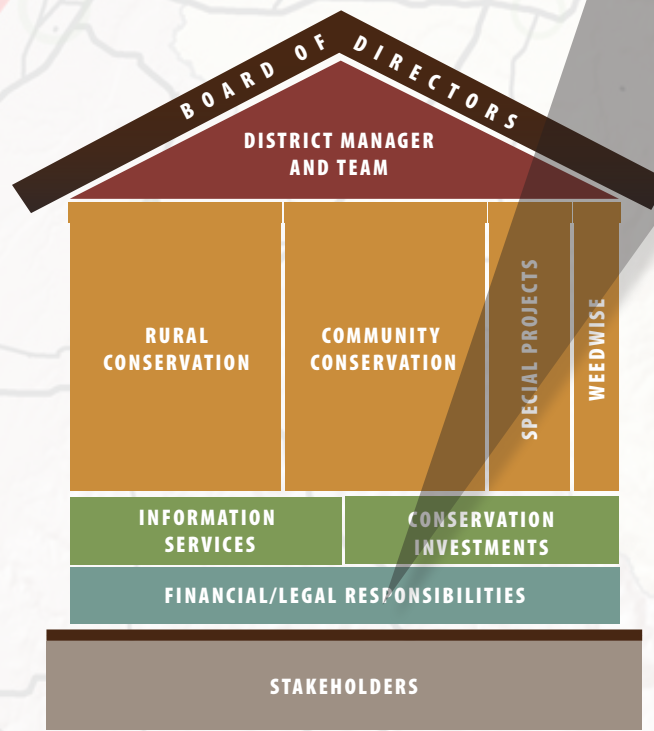 BOARD OF DIRECTORS
DISTRICT MANAGER
AND TEAM
RURAL
CONSERVATION
COMMUNITY
CONSERVATION
SPECIAL PROJECTS
WEEDWISE
INFORMATION
SERVICES
CONSERVATION
INVESTMENTS
FINANCIAL/LEGAL RESPONSIBILITIES
STAKEHOLDERS